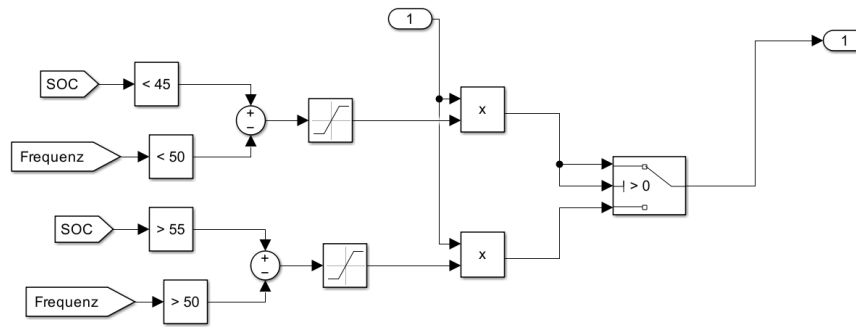 1
1
SOC
< 45
+
−
x
Frequenz
< 50
> 0
SOC
> 55
+
−
x
Frequenz
> 50